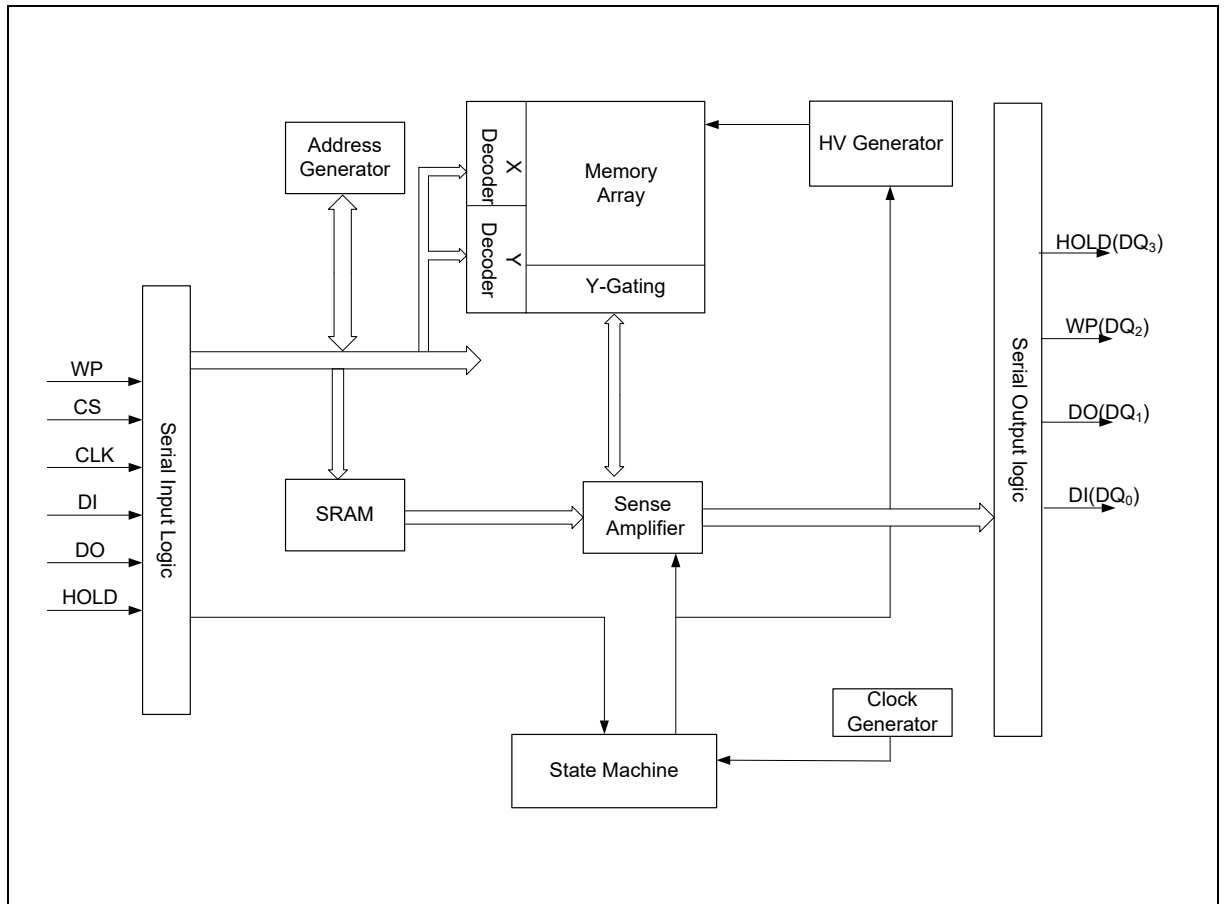 Address
Generator
X
Decoder
Y
Decoder
Memory
Array
Y-Gating
HV Generator
WP
CS
CLK
DI
DO
HOLD
Serial Input Logic
SRAM
Sense
Amplifier
State Machine
Clock
Generator
Serial Output logic
HOLD(DQ₃)
WP(DQ₂)
DO(DQ₁)
DI(DQ₀)